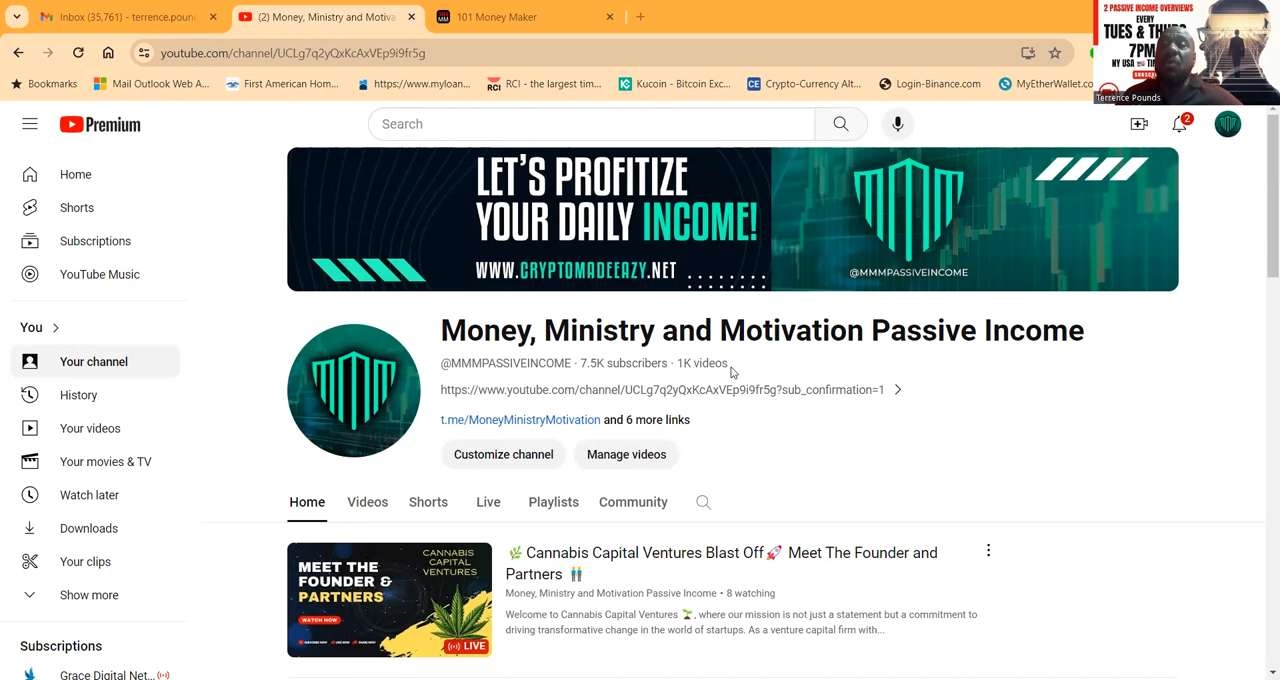 Inbox (35,761) - terrence.poun
(2) Money, Ministry and Motiva
101 Money Maker
youtube.com/channel/UCLg7q2yQxKcAxVEp9i9fr5g
Bookmarks
Mail Outlook Web A...
First American Hom...
https://www.myloan...
RCI - the largest tim...
Kucoin - Bitcoin Exc...
Crypto-Currency Alt...
Login-Binance.com
MyEtherWallet.co
2 PASSIVE INCOME OVERVIEWS
EVERY
TUES & THU
7PM
NY USA
Terrence Pounds
Premium
Search
2
Home
Shorts
Subscriptions
YouTube Music
You
Your channel
History
Your videos
Your movies & TV
Watch later
Downloads
Your clips
Show more
Subscriptions
Grace Digital Net...
LET'S PROFITIZE
YOUR DAILY INCOME!
WWW.CRYPTOMADEEAZY.NET
@MMMPASSIVEINCOME
Money, Ministry and Motivation Passive Income
@MMMPASSIVEINCOME · 7.5K subscribers · 1K videos
https://www.youtube.com/channel/UCLg7q2yQxKcAxVEp9i9fr5g?sub_confirmation=1
t.me/MoneyMinistryMotivation and 6 more links
Customize channel
Manage videos
Home
Videos
Shorts
Live
Playlists
Community
MEET THE
FOUNDER &
PARTNERS
WATCH NOW
CANNABIS
CAPITAL
VENTURES
LIVE
Cannabis Capital Ventures Blast Off Meet The Founder and
Partners
Money, Ministry and Motivation Passive Income • 8 watching
Welcome to Cannabis Capital Ventures , where our mission is not just a statement but a commitment to
driving transformative change in the world of startups. As a venture capital firm with...